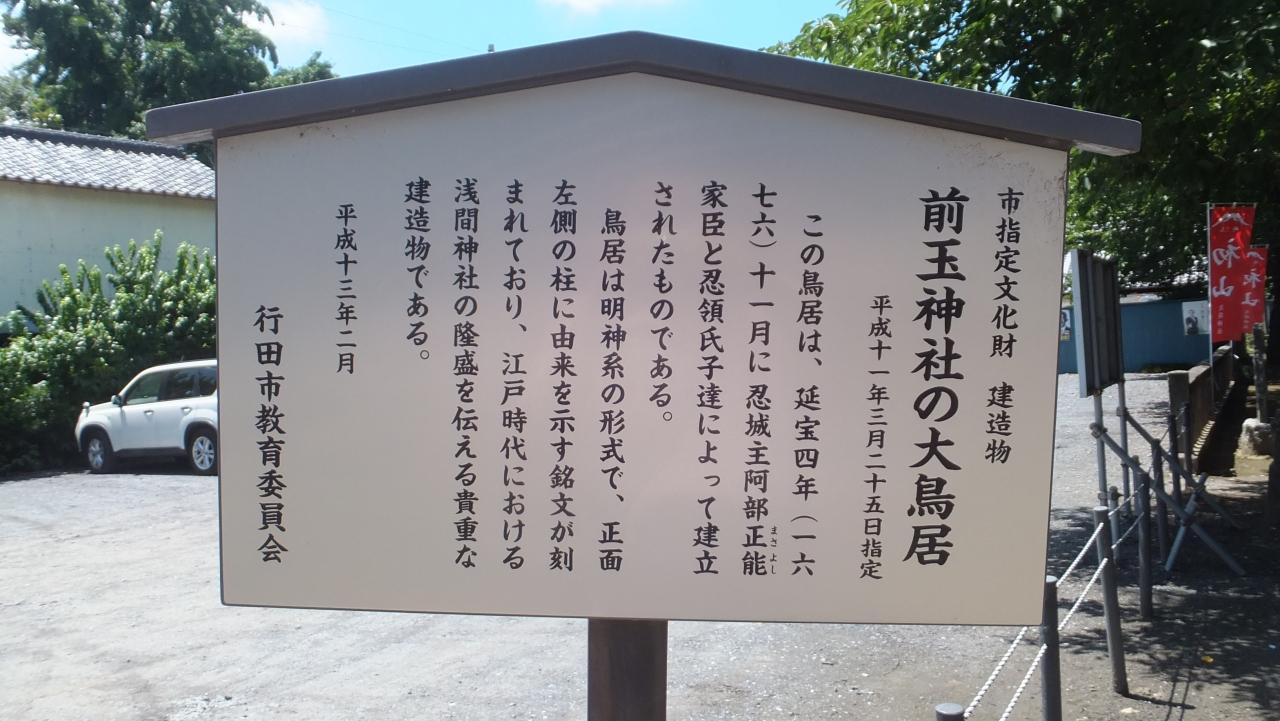 市指定文化財　建造物
前玉神社の大鳥居
平成十一年三月二十五日指定
この鳥居は、延宝四年（一六
七六）十一月に忍城主阿部正能
まさよし
家臣と忍領氏子達によって建立
されたものである。
鳥居は明神系の形式で、正面
左側の柱に由来を示す銘文が刻
まれており、江戸時代における
浅間神社の隆盛を伝える貴重な
建造物である。
平成十三年二月
行田市教育委員会
初山